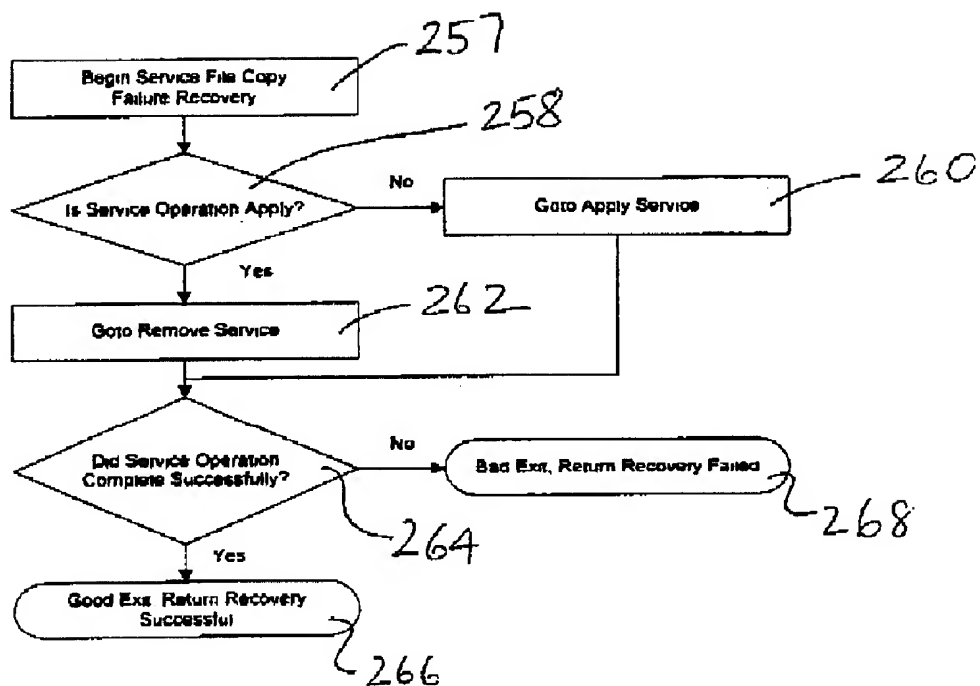 257
Begin Service File Copy
Failure Recovery
258
Is Service Operation Apply?
No
Goto Apply Service
260
Yes
Goto Remove Service
262
Did Service Operation
Complete Successfully?
No
Bad Exit, Return Recovery Failed
264
268
Yes
Good Exit Return Recovery
Successful
266